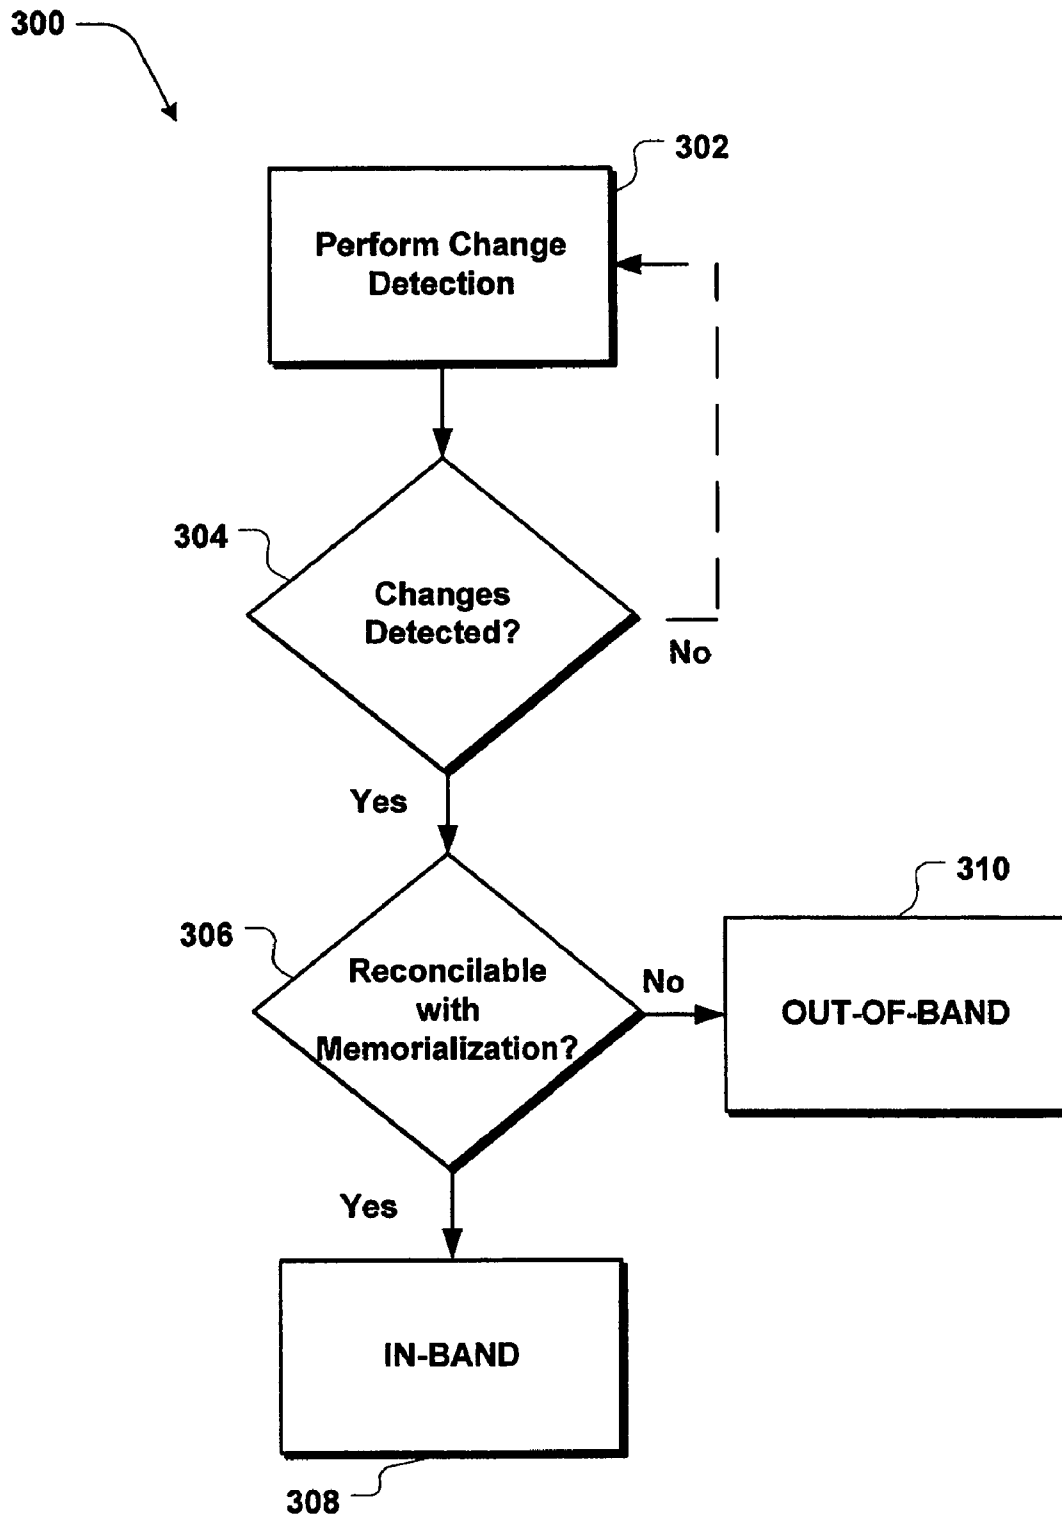 300
302
Perform Change
Detection
304
Changes
Detected?
No
Yes
310
306
Reconcilable
with
Memorialization?
No
OUT-OF-BAND
Yes
IN-BAND
308